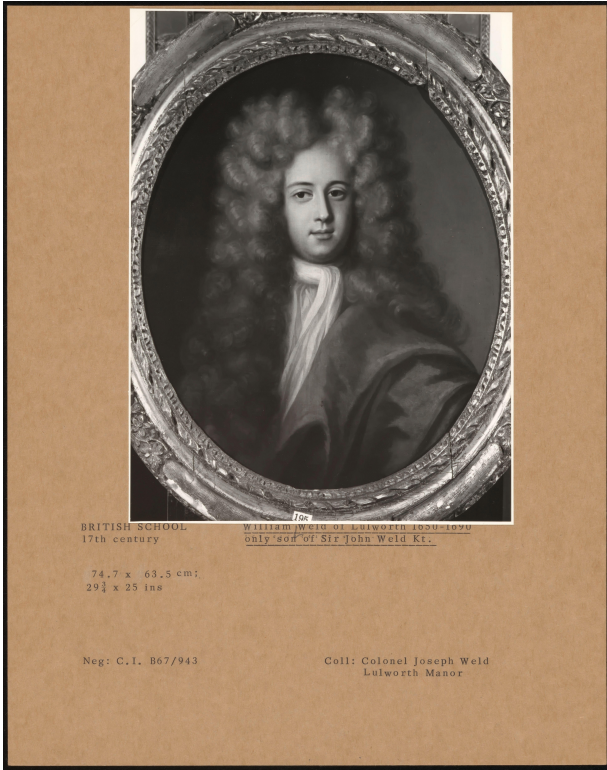 195
BRITISH SCHOOL
17th century
William Weld of Lulworth 1650-1690
only son of Sir John Weld Kt.
74.7 x 63.5 cm;
29¾ x 25 ins
Neg: C.I. B67/943
Coll: Colonel Joseph Weld
Lulworth Manor